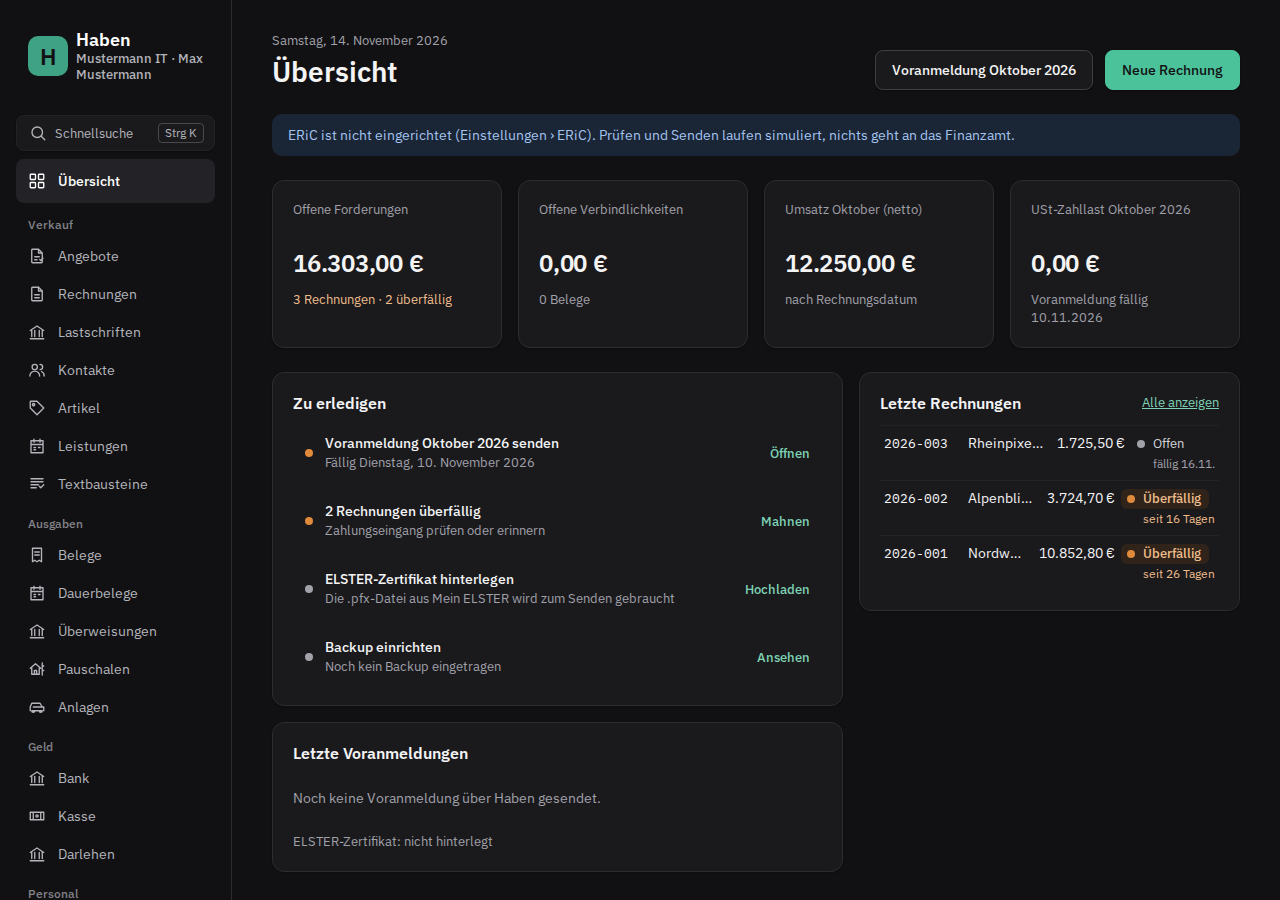 H
Haben
Mustermann IT · Max
Mustermann
Schnellsuche
Strg K
Übersicht
Verkauf
Angebote
Rechnungen
Lastschriften
Kontakte
Artikel
Leistungen
Textbausteine
Ausgaben
Belege
Dauerbelege
Überweisungen
Pauschalen
Anlagen
Geld
Bank
Kasse
Darlehen
Personal
Samstag, 14. November 2026
Übersicht
Voranmeldung Oktober 2026
Neue Rechnung
ERiC ist nicht eingerichtet (Einstellungen › ERiC). Prüfen und Senden laufen simuliert, nichts geht an das Finanzamt.
Offene Forderungen
16.303,00 €
3 Rechnungen · 2 überfällig
Offene Verbindlichkeiten
0,00 €
0 Belege
Umsatz Oktober (netto)
12.250,00 €
nach Rechnungsdatum
USt-Zahllast Oktober 2026
0,00 €
Voranmeldung fällig
10.11.2026
Zu erledigen
Voranmeldung Oktober 2026 senden
Fällig Dienstag, 10. November 2026
Öffnen
2 Rechnungen überfällig
Zahlungseingang prüfen oder erinnern
Mahnen
ELSTER-Zertifikat hinterlegen
Die .pfx-Datei aus Mein ELSTER wird zum Senden gebraucht
Hochladen
Backup einrichten
Noch kein Backup eingetragen
Ansehen
Letzte Rechnungen
Alle anzeigen
2026-003 Rheinpixe... 1.725,50 € Offen
fällig 16.11.
2026-002 Alpenbli... 3.724,70 € Überfällig
seit 16 Tagen
2026-001 Nordw... 10.852,80 € Überfällig
seit 26 Tagen
Letzte Voranmeldungen
Noch keine Voranmeldung über Haben gesendet.
ELSTER-Zertifikat: nicht hinterlegt